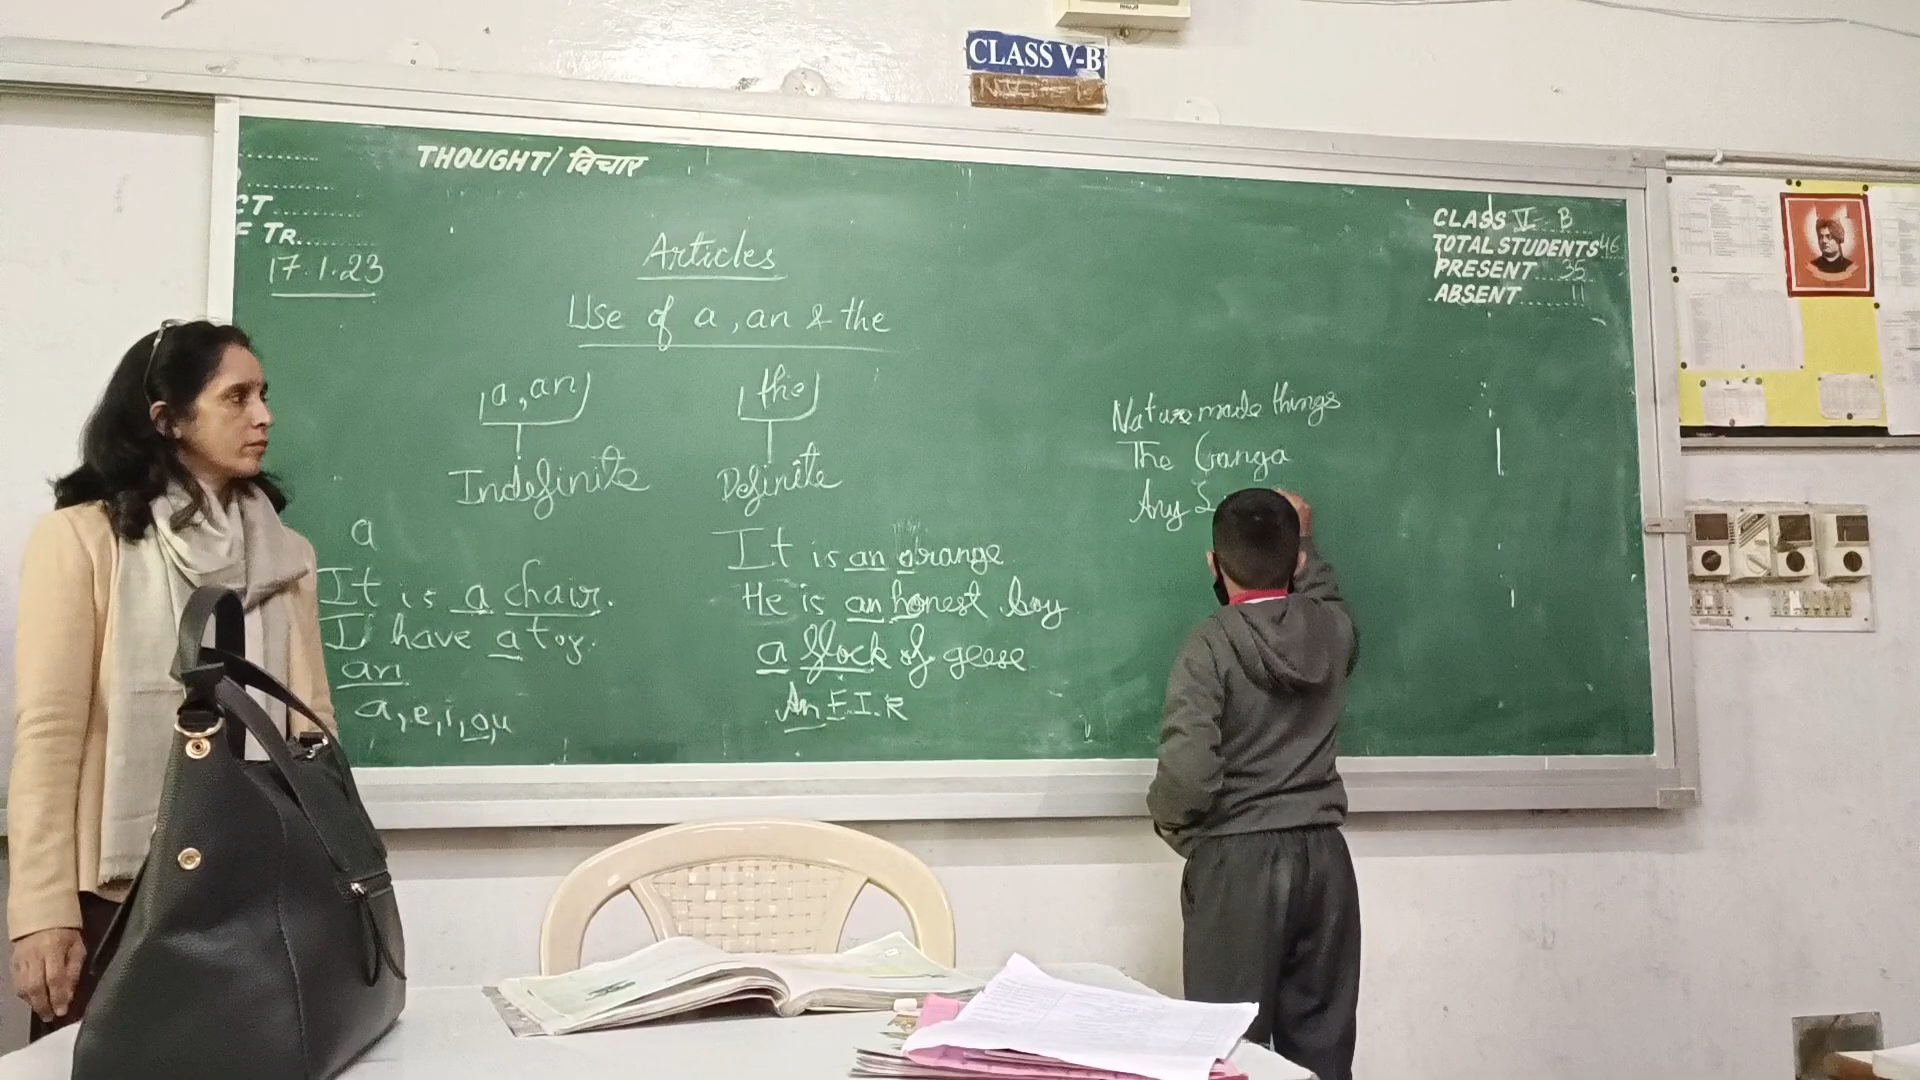 CLASS V-B
THOUGHT/ विचार
CT
F TR.
17.1.23
CLASS V B
TOTAL STUDENTS 46
PRESENT 35
ABSENT 11
Articles
Use of a, an & the
a, an
the
Indefinite
Definite
a
It is a chair.
I have a toy.
an
a, e, i, o, u
It is an orange
He is an honest boy
a flock of geese
An F.I.R
Nature made things
The Ganga
Any